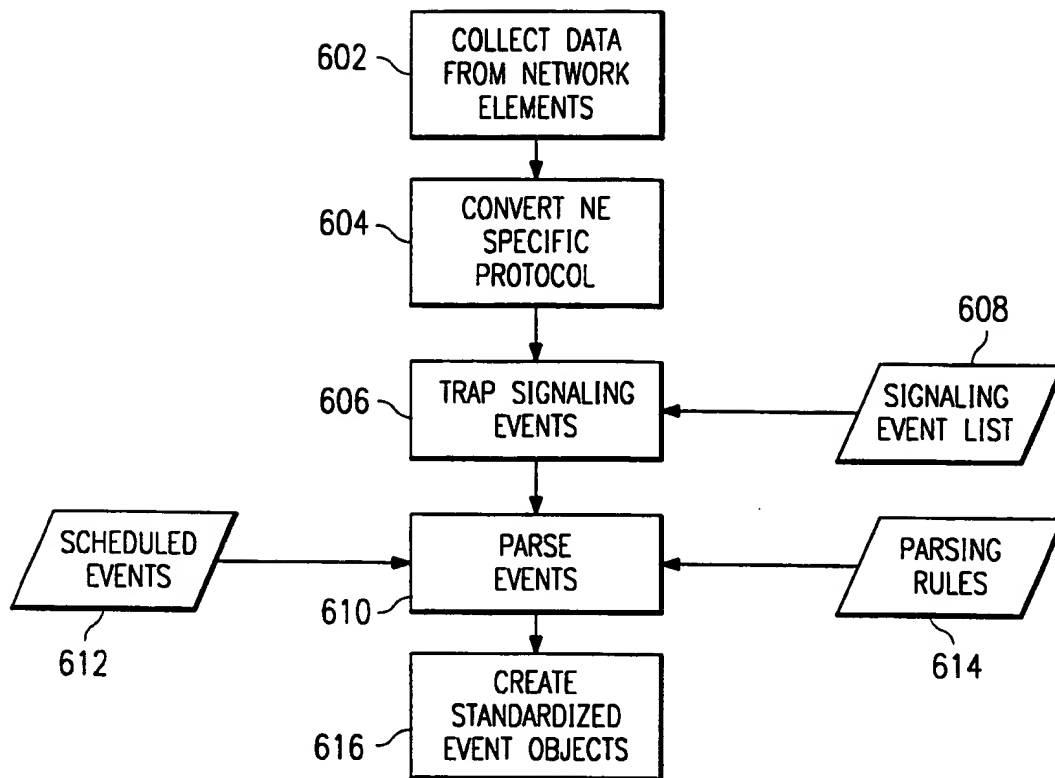 602
COLLECT DATA
FROM NETWORK
ELEMENTS
604
CONVERT NE
SPECIFIC
PROTOCOL
608
606
TRAP SIGNALING
EVENTS
SIGNALING
EVENT LIST
SCHEDULED
EVENTS
612
PARSE
EVENTS
610
PARSING
RULES
614
CREATE
STANDARDIZED
EVENT OBJECTS
616